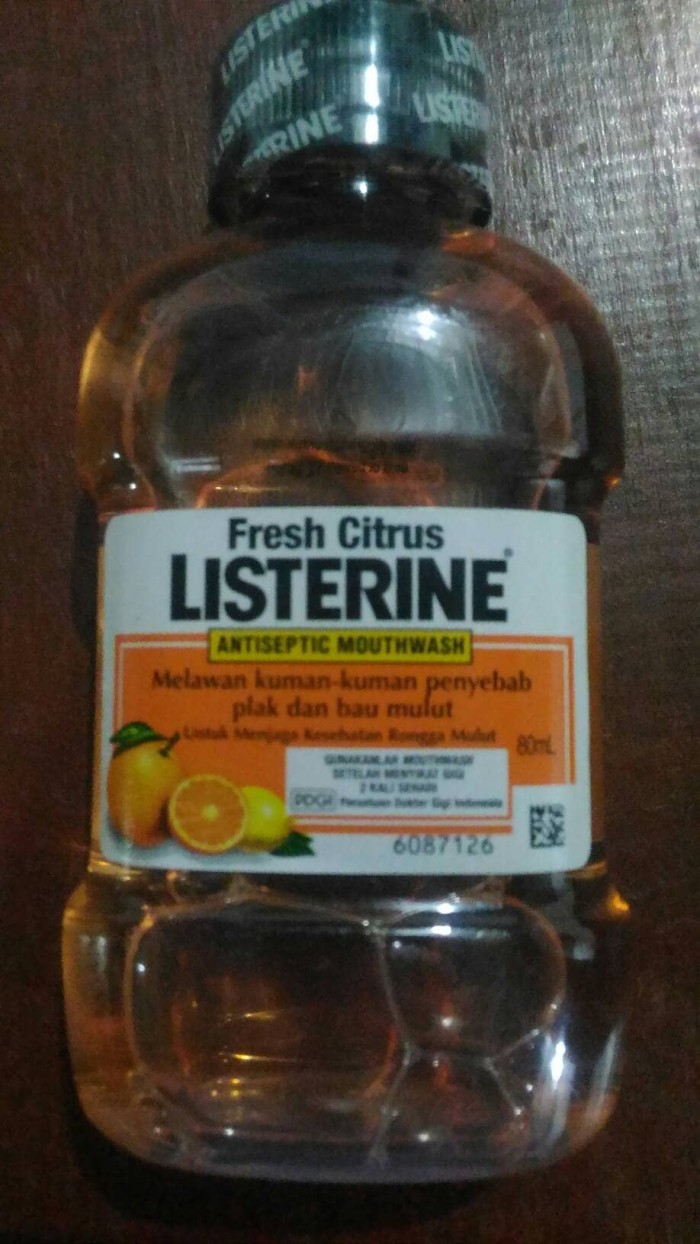 LISTERINE LISTERINE
LISTERINE LISTERINE
Fresh Citrus
LISTERINE®
ANTISEPTIC MOUTHWASH
Melawan kuman-kuman penyebab
plak dan bau mulut
Untuk Menjaga Kesehatan Rongga Mulut
80mL
GUNAKANLAH MOUTHWASH
SETELAH MENYIKAT GIGI
2 KALI SEHARI
PDGI Persatuan Dokter Gigi Indonesia
6087126